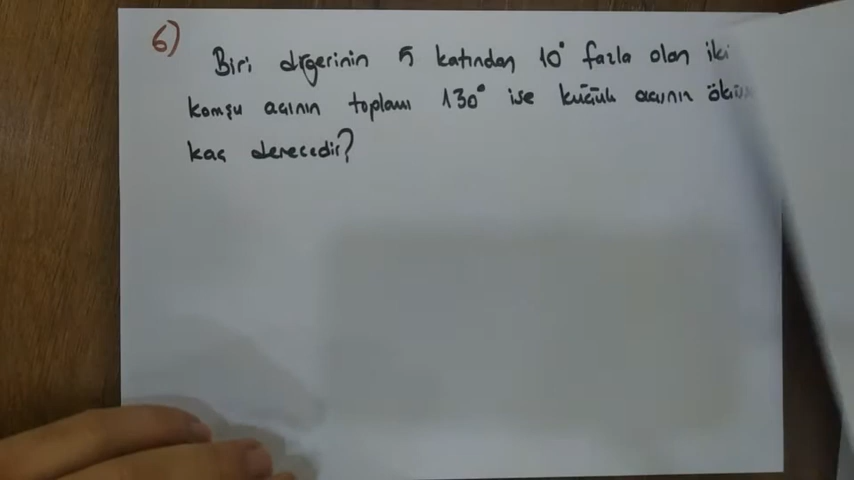 6)
Biri diğerinin 5 katından 10° fazla olan iki
komşu açının toplamı 130° ise küçük açının
kaç derecedir?